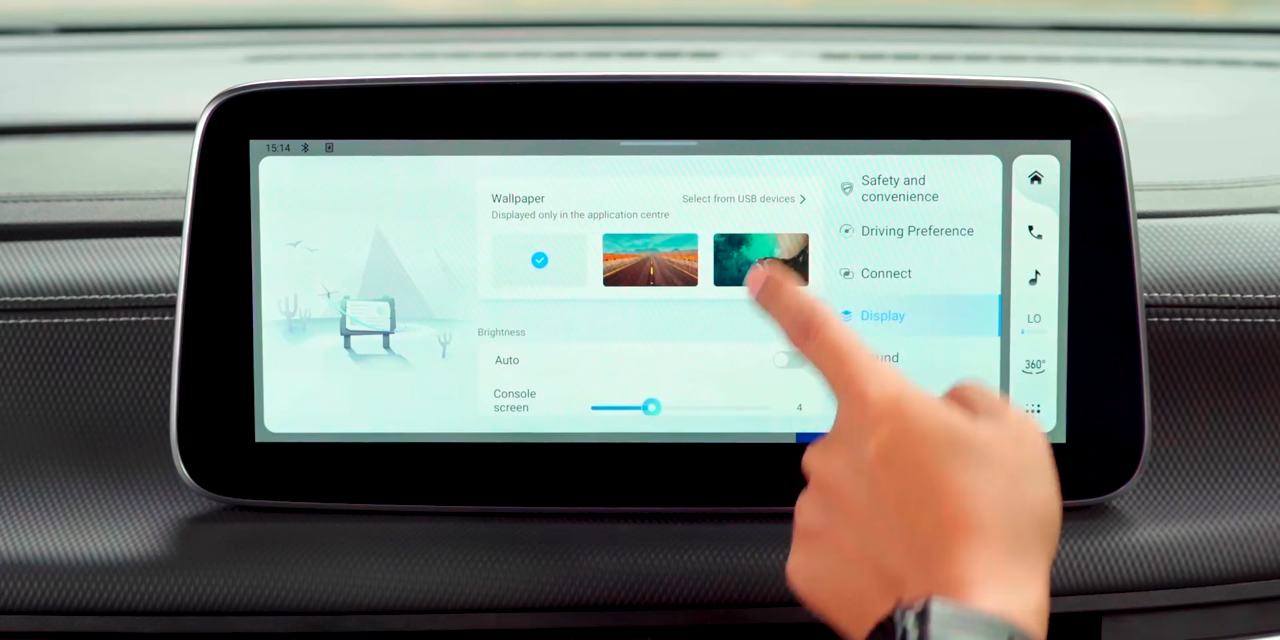 15:14
Wallpaper
Select from USB devices
Displayed only in the application centre
Brightness
Auto
Console
screen
4
Safety and
convenience
Driving Preference
Connect
Display
LO
360°